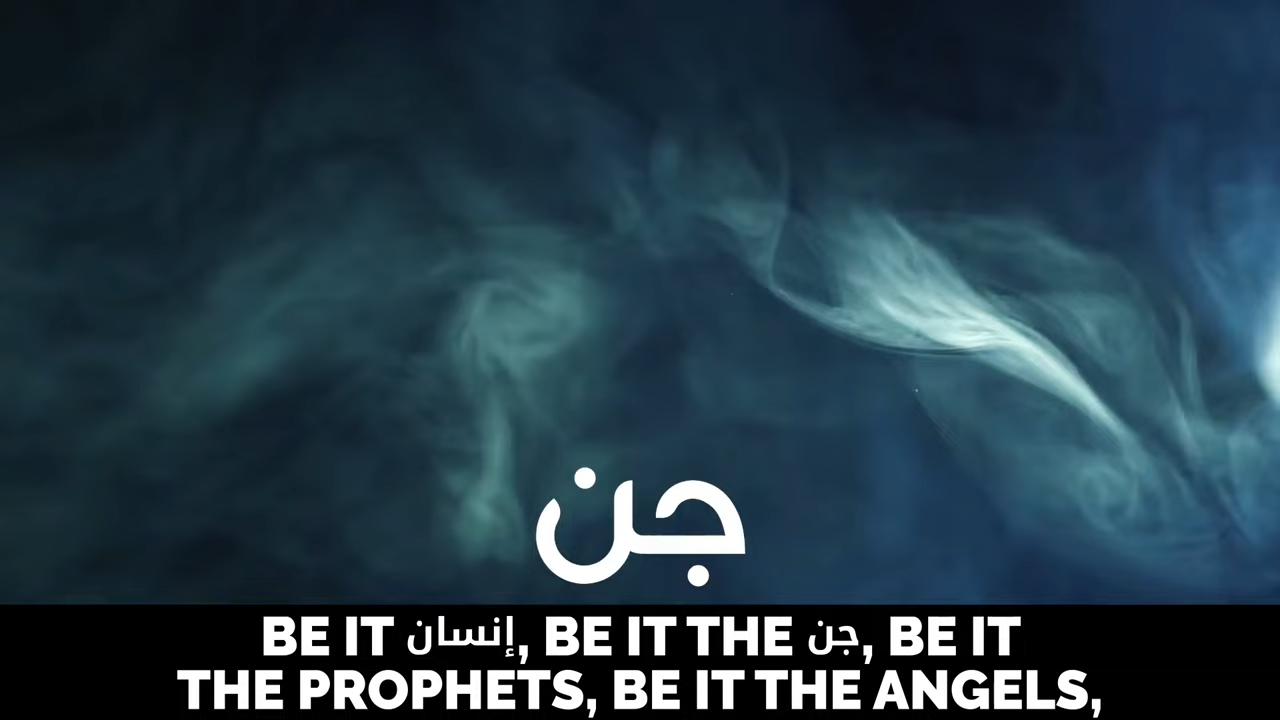 جن
BE IT إنسان, BE IT THE جن, BE IT
THE PROPHETS, BE IT THE ANGELS,